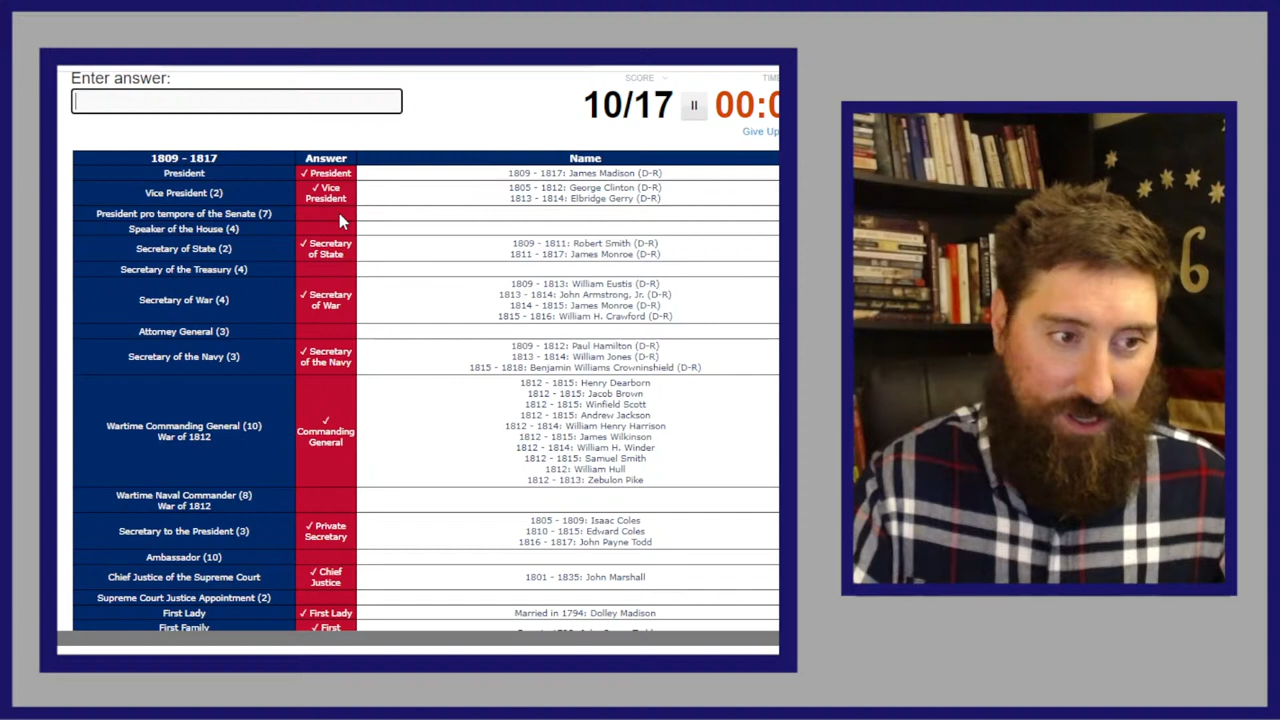 Enter answer:
SCORE
TIM
10/17
00:0
Give Up
1809 - 1817 Answer Name
President ✓ President 1809 - 1817: James Madison (D-R)
Vice President (2) ✓ Vice President 1805 - 1812: George Clinton (D-R)
1813 - 1814: Elbridge Gerry (D-R)
President pro tempore of the Senate (7)
Speaker of the House (4)
Secretary of State (2) ✓ Secretary of State 1809 - 1811: Robert Smith (D-R)
1811 - 1817: James Monroe (D-R)
Secretary of the Treasury (4)
Secretary of War (4) ✓ Secretary of War 1809 - 1813: William Eustis (D-R)
1813 - 1814: John Armstrong, Jr. (D-R)
1814 - 1815: James Monroe (D-R)
1815 - 1816: William H. Crawford (D-R)
Attorney General (3)
Secretary of the Navy (3) ✓ Secretary of the Navy 1809 - 1812: Paul Hamilton (D-R)
1813 - 1814: William Jones (D-R)
1815 - 1818: Benjamin Williams Crowninshield (D-R)
Wartime Commanding General (10)
War of 1812
✓ Commanding General
1812 - 1815: Henry Dearborn
1812 - 1815: Jacob Brown
1812 - 1815: Winfield Scott
1812 - 1815: Andrew Jackson
1812 - 1814: William Henry Harrison
1812 - 1815: James Wilkinson
1812 - 1814: William H. Winder
1812 - 1815: Samuel Smith
1812: William Hull
1812 - 1813: Zebulon Pike
Wartime Naval Commander (8)
War of 1812
Secretary to the President (3) ✓ Private Secretary 1805 - 1809: Isaac Coles
1810 - 1815: Edward Coles
1816 - 1817: John Payne Todd
Ambassador (10)
Chief Justice of the Supreme Court ✓ Chief Justice 1801 - 1835: John Marshall
Supreme Court Justice Appointment (2)
First Lady ✓ First Lady Married in 1794: Dolley Madison
First Family ✓ First
6